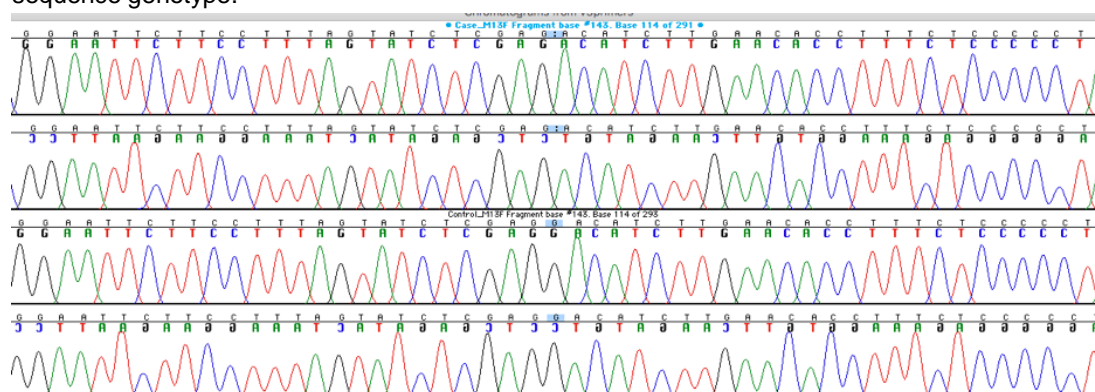 sequence genotype.
Chromatograms from v3primers
● Case_M13F Fragment base #143. Base 114 of 291 ●
G G A A T T C T T C C T T T A G T A T C T C G A G : A C A T C T T G A A C A C C T T T C T C C C C C T
G G A A T T C T T C C T T T A G T A T C T C G A G A C A T C T T G A A C A C C T T T C T C C C C C T
G G A A T T C T T C C T T T A G T A T C T C G A G : A C A T C T T G A A C A C C T T T C T C C C C C T
C C T T A A G A A G G A A A T C A T A G A G C T C T G T A G A A C T T G T G G A A A G A G G G G G A
Control_M13F Fragment base #143. Base 114 of 293
G G A A T T C T T C C T T T A G T A T C T C G A G G A C A T C T T G A A C A C C T T T C T C C C C C T
G G A A T T C T T C C T T T A G T A T C T C G A G G A C A T C T T G A A C A C C T T T C T C C C C C T
G G A A T T C T T C C T T T A G T A T C T C G A G G A C A T C T T G A A C A C C T T T C T C C C C C T
C C T T A A G A A G G A A A T C A T A G A G C T C C T G T A G A A C T T G T G G A A A G A G G G G G